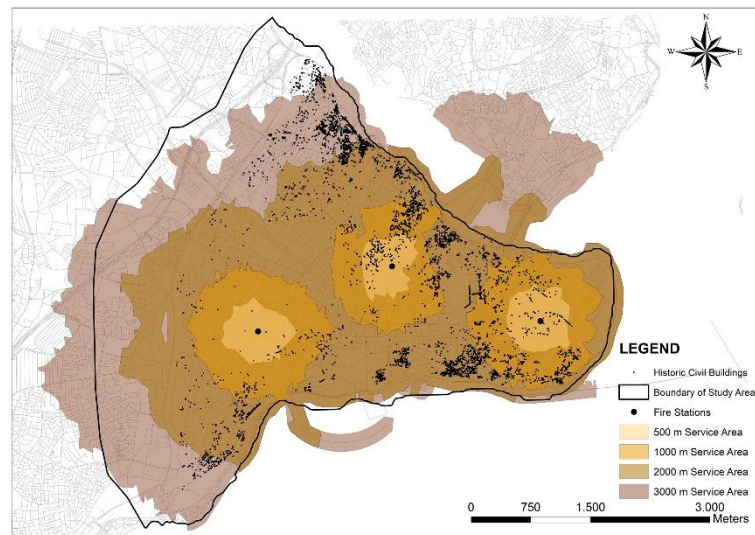 N
W E
S
LEGEND
Historic Civil Buildings
Boundary of Study Area
Fire Stations
500 m Service Area
1000 m Service Area
2000 m Service Area
3000 m Service Area
0 750 1.500 3.000
Meters